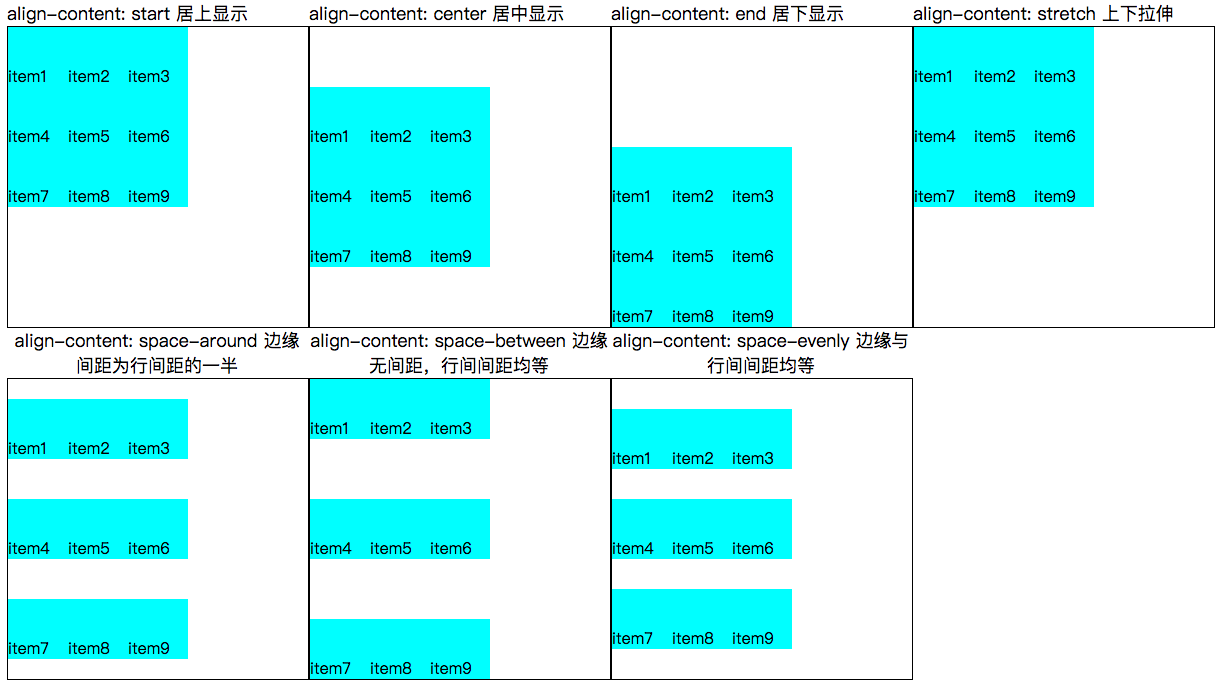 align-content: start 居上显示
align-content: center 居中显示
align-content: end 居下显示
align-content: stretch 上下拉伸
item1 item2 item3
item4 item5 item6
item7 item8 item9
item1 item2 item3
item4 item5 item6
item7 item8 item9
item1 item2 item3
item4 item5 item6
item7 item8 item9
item1 item2 item3
item4 item5 item6
item7 item8 item9
align-content: space-around 边缘
间距为行间距的一半
align-content: space-between 边缘
无间距，行间间距均等
align-content: space-evenly 边缘与
行间间距均等
item1 item2 item3
item4 item5 item6
item7 item8 item9
item1 item2 item3
item4 item5 item6
item7 item8 item9
item1 item2 item3
item4 item5 item6
item7 item8 item9